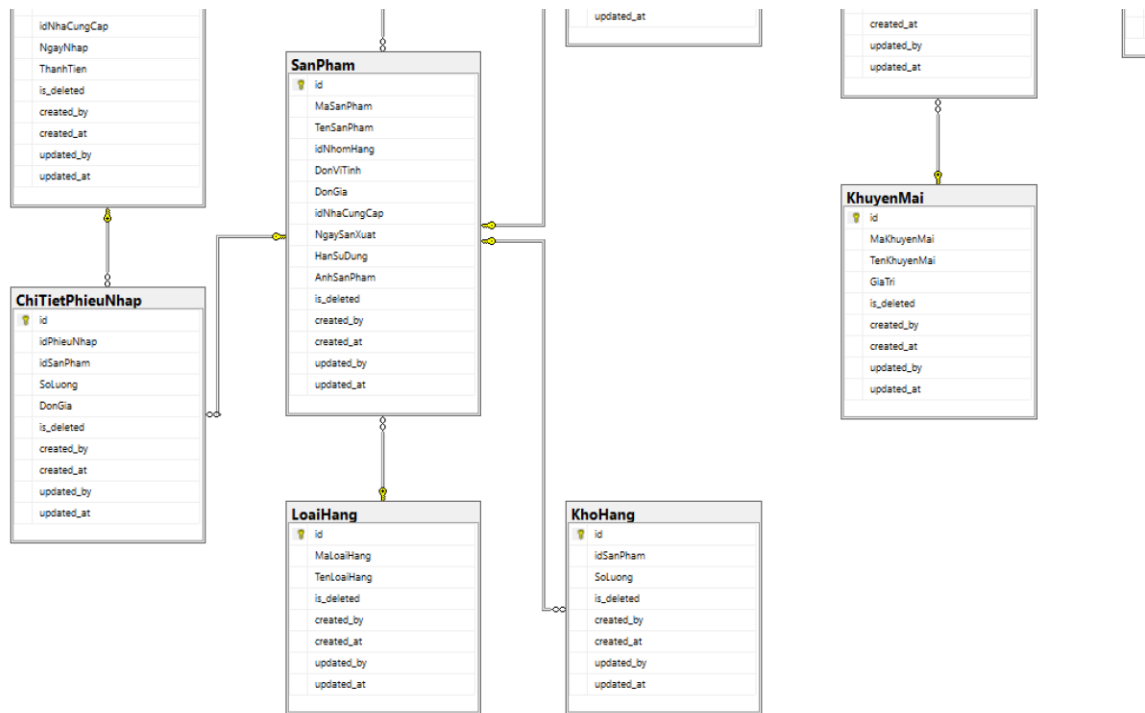 idNhaCungCap
NgayNhap
ThanhTien
is_deleted
created_by
created_at
updated_by
updated_at
ChiTietPhieuNhap
id
idPhieuNhap
idSanPham
SoLuong
DonGia
is_deleted
created_by
created_at
updated_by
updated_at
SanPham
id
MaSanPham
TenSanPham
idNhomHang
DonViTinh
DonGia
idNhaCungCap
NgaySanXuat
HanSuDung
AnhSanPham
is_deleted
created_by
created_at
updated_by
updated_at
LoaiHang
id
MaLoaiHang
TenLoaiHang
is_deleted
created_by
created_at
updated_by
updated_at
updated_at
KhoHang
id
idSanPham
SoLuong
is_deleted
created_by
created_at
updated_by
updated_at
created_at
updated_by
updated_at
KhuyenMai
id
MaKhuyenMai
TenKhuyenMai
GiaTri
is_deleted
created_by
created_at
updated_by
updated_at